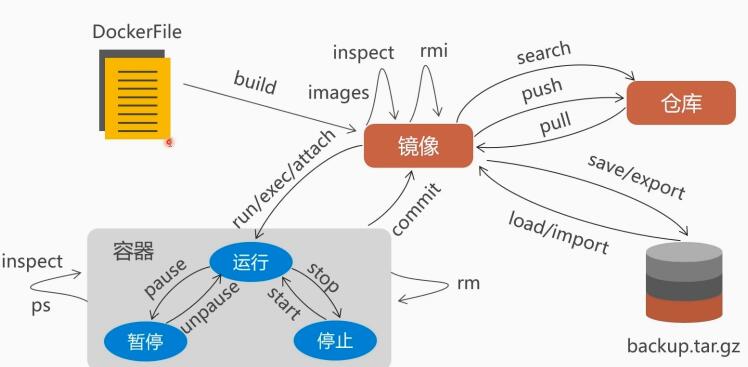 DockerFile
build
inspect
rmi
images
search
push
pull
仓库
镜像
run/exec/attach
commit
save/export
load/import
容器
运行
inspect
ps
pause
unpause
stop
start
rm
暂停
停止
backup.tar.gz